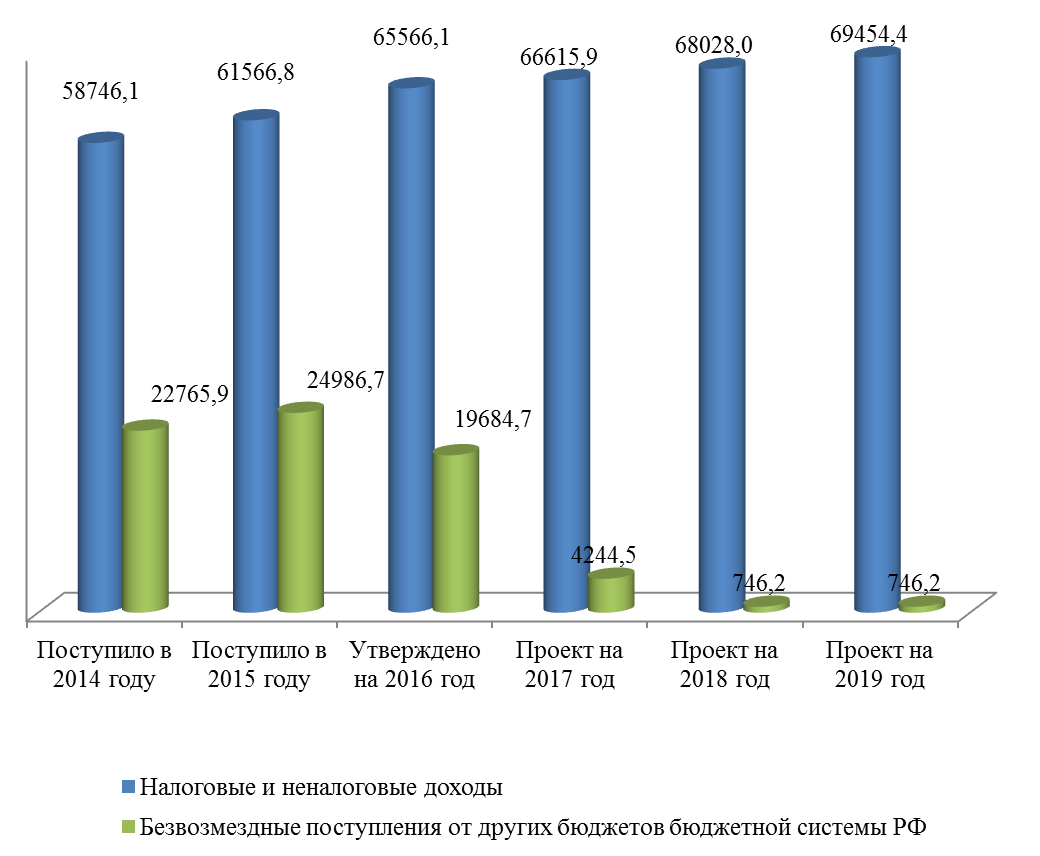 58746,1
61566,8
65566,1
66615,9
68028,0
69454,4
22765,9
24986,7
19684,7
4244,5
746,2
746,2
Поступило в
2014 году
Поступило в
2015 году
Утверждено
на 2016 год
Проект на
2017 год
Проект на
2018 год
Проект на
2019 год
Налоговые и неналоговые доходы
Безвозмездные поступления от других бюджетов бюджетной системы РФ